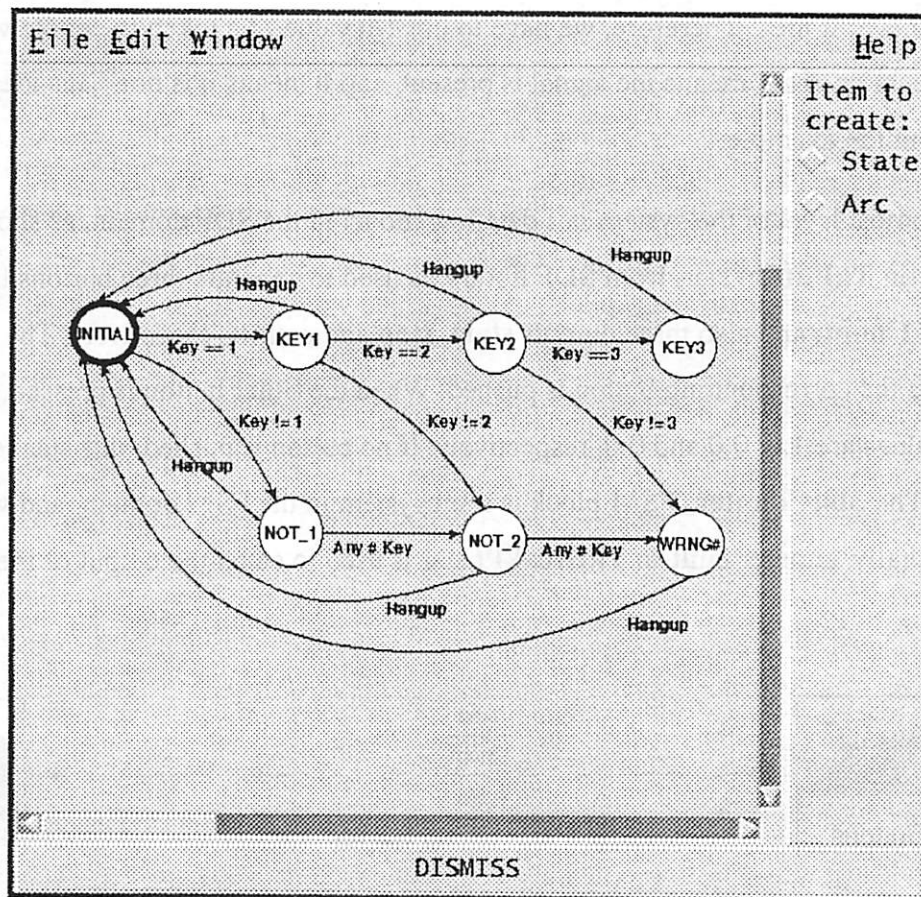 File Edit Window Help
Item to
create:
State
Arc
Hangup
Hangup
Hangup
INITIAL
KEY1
KEY2
KEY3
Key == 1
Key ==2
Key ==3
Key != 1
Key !=2
Key !=3
Hangup
NOT_1
NOT_2
WRNG#
Any # Key
Any # Key
Hangup
Hangup
DISMISS